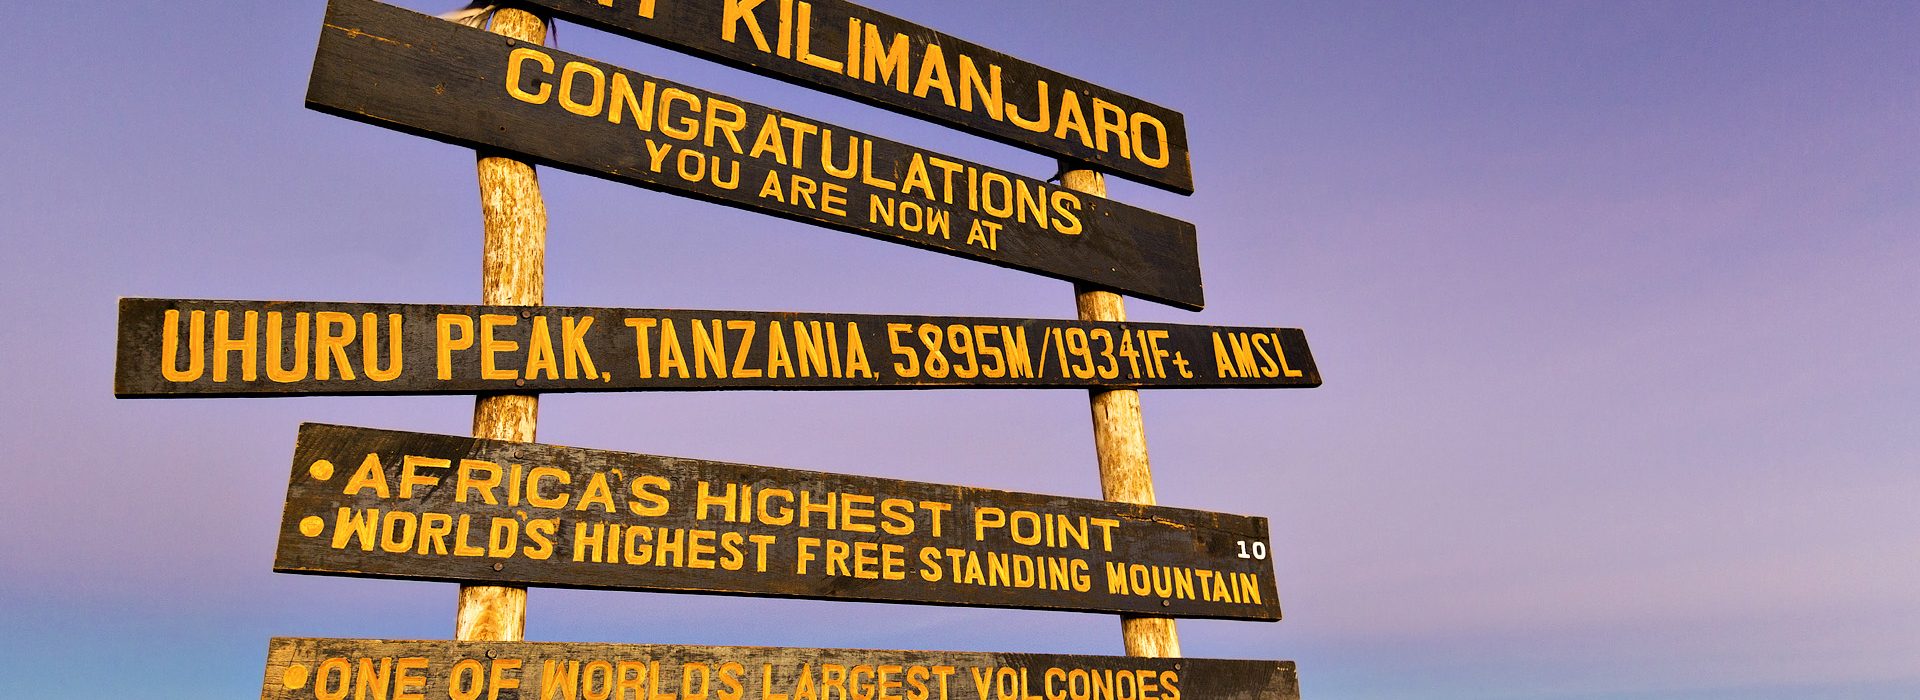 KILIMANJARO
CONGRATULATIONS
YOU ARE NOW AT
UHURU PEAK, TANZANIA, 5895M/19341Ft AMSL
•AFRICA'S HIGHEST POINT
10
•WORLD'S HIGHEST FREE STANDING MOUNTAIN
•ONE OF WORLD'S LARGEST VOLCONOES